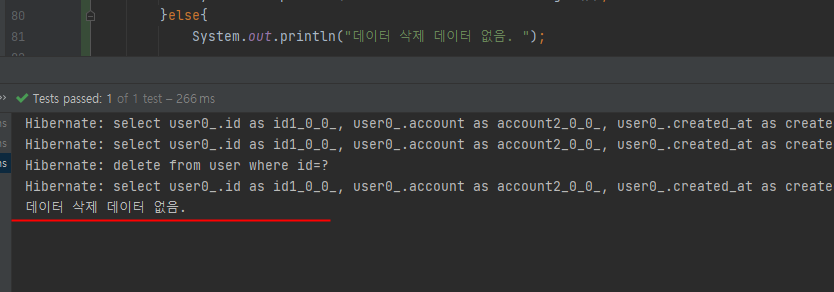 80 }else{
81 System.out.println("데이터 삭제 데이터 없음. ");
Tests passed: 1 of 1 test – 266 ms
ms Hibernate: select user0_.id as id1_0_0_, user0_.account as account2_0_0_, user0_.created_at as create
ms Hibernate: select user0_.id as id1_0_0_, user0_.account as account2_0_0_, user0_.created_at as create
ms Hibernate: delete from user where id=?
Hibernate: select user0_.id as id1_0_0_, user0_.account as account2_0_0_, user0_.created_at as create
데이터 삭제 데이터 없음.